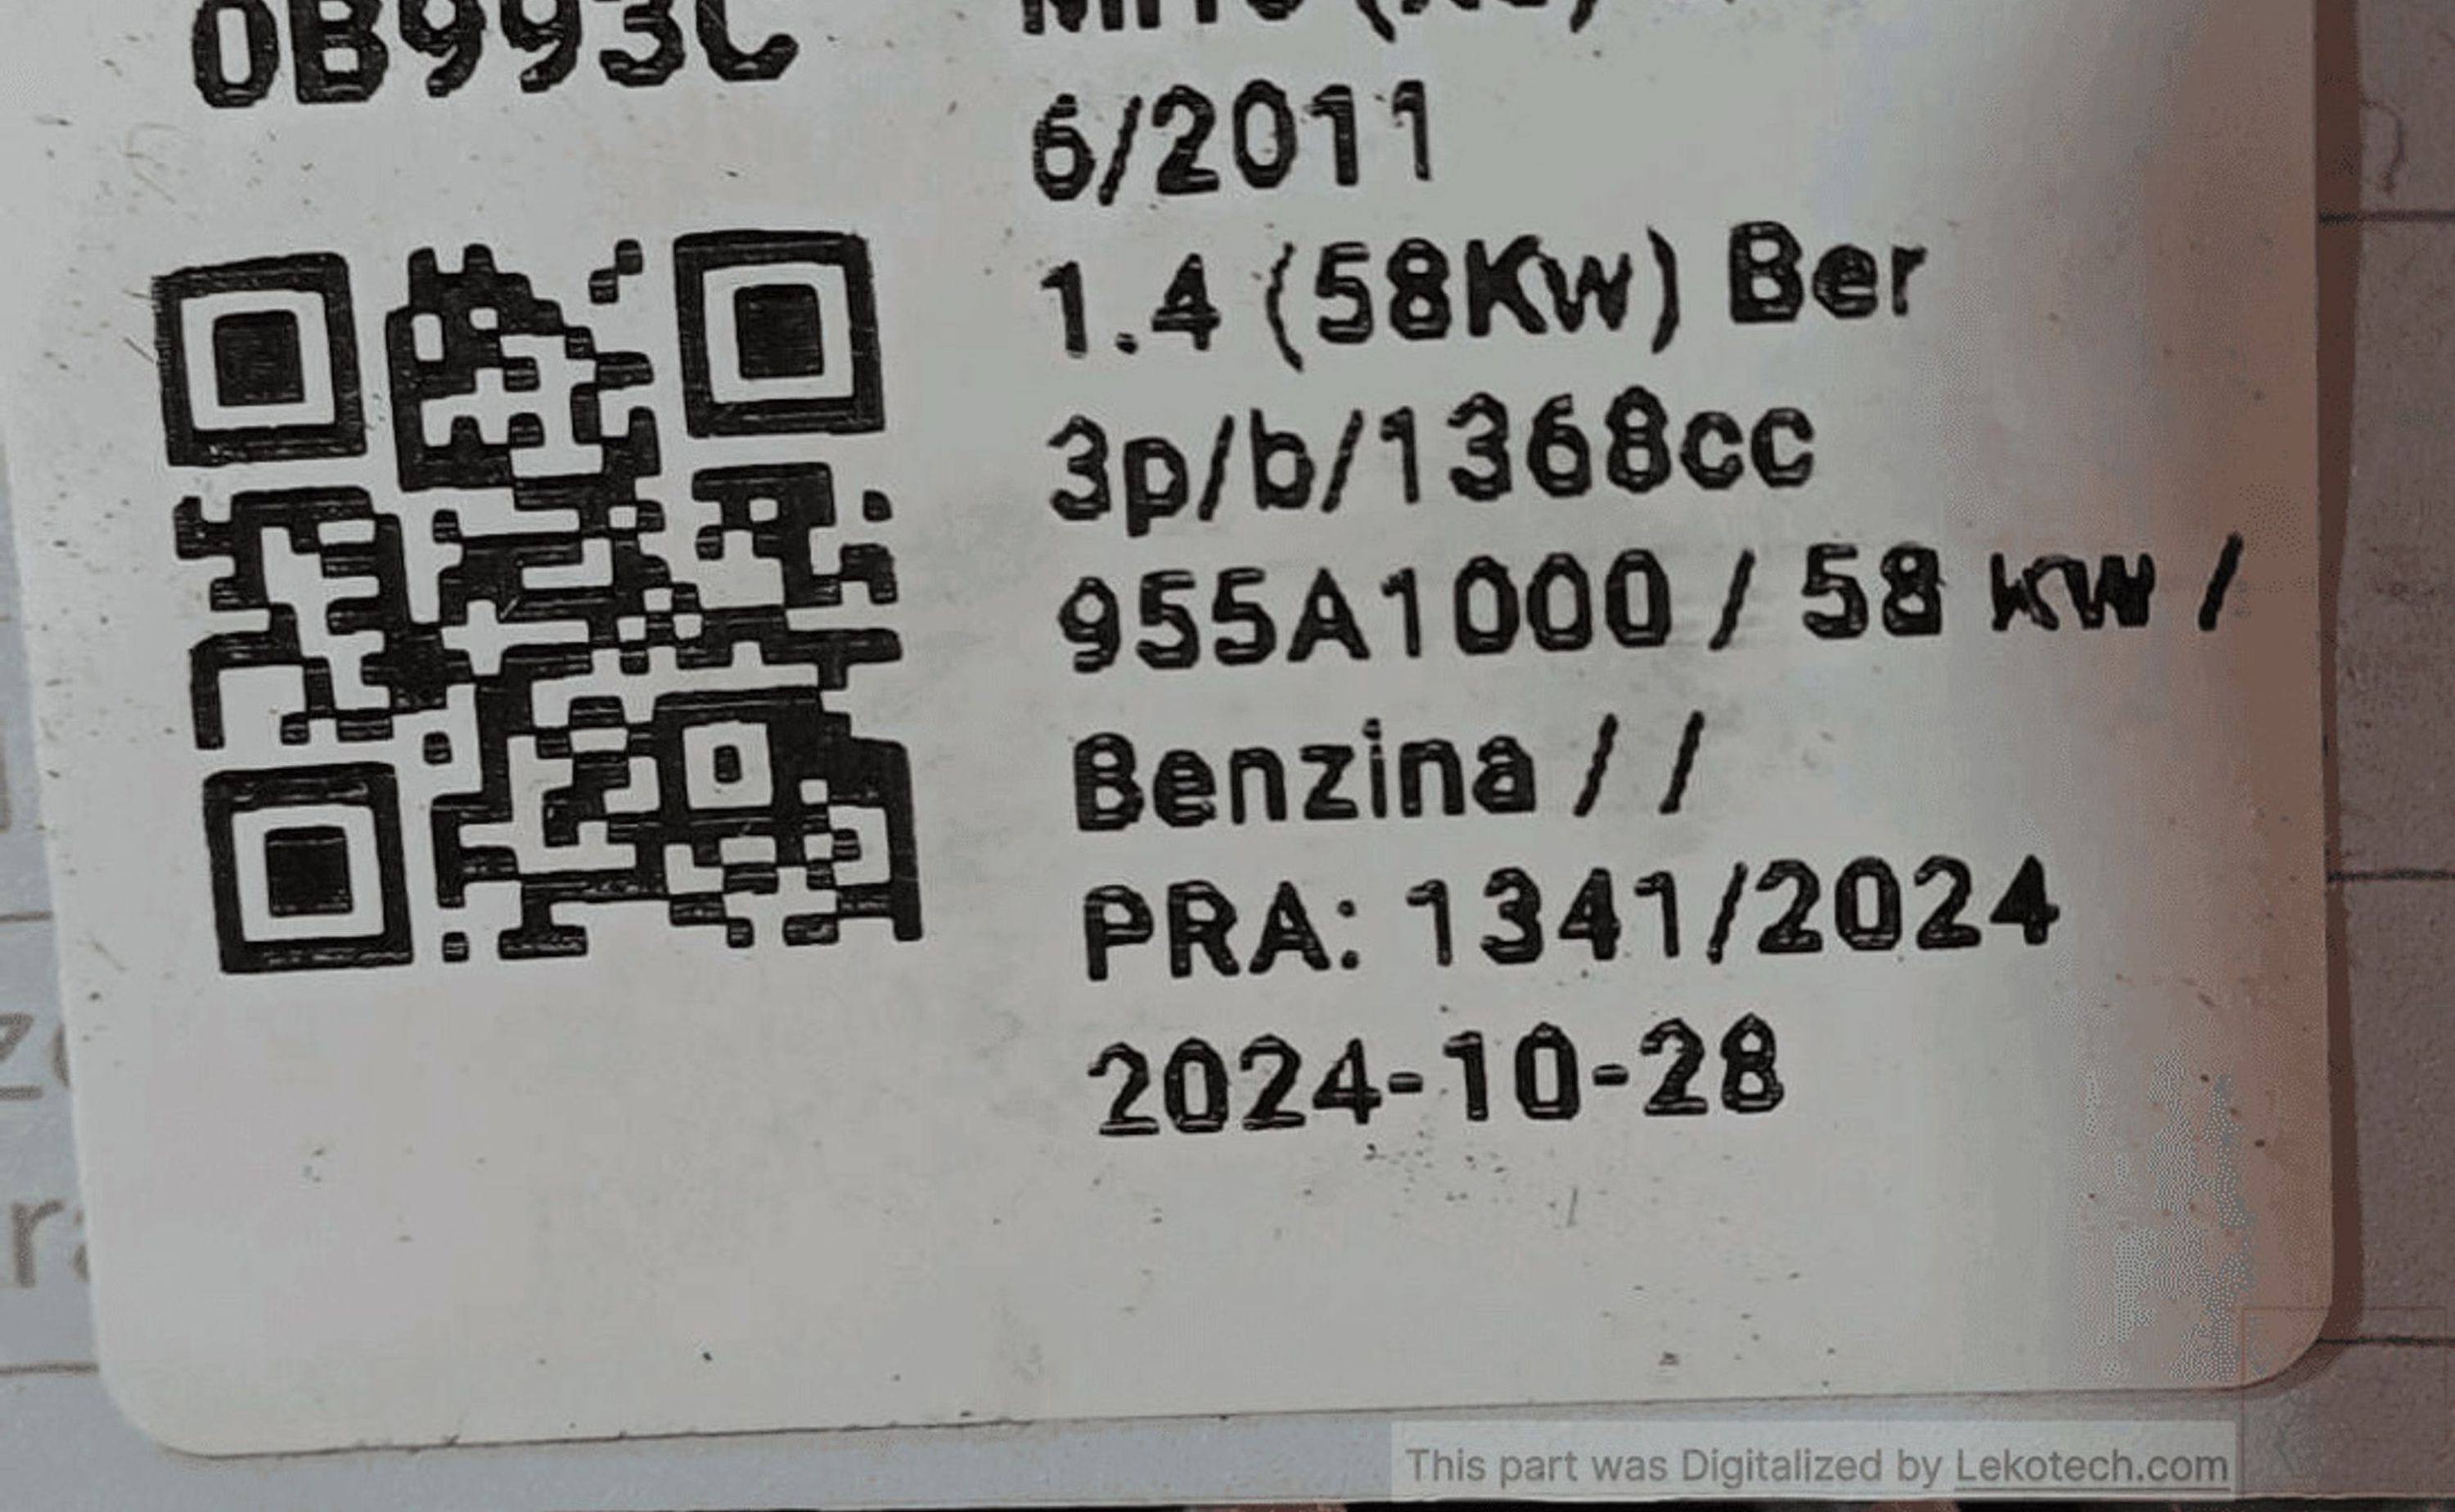 0B993C
6/2011
1.4 (58Kw) Ber
3p/b/1368cc
955A1000 / 58 KW /
Benzina / /
PRA: 1341/2024
2024-10-28
This part was Digitalized by Lekotech.com